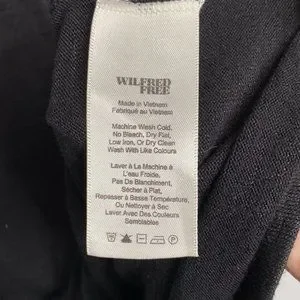 WILFRED
FREE
Made in Vietnam
Fabriqué au Vietnam
Machine Wash Cold,
No Bleach, Dry Flat,
Low Iron, Or Dry Clean
Wash With Like Colours
Laver À La Machine À
L'eau Froide,
Pas De Blanchiment,
Sécher à Plat,
Repasser à Basse Température,
Ou Nettoyer à Sec
Laver Avec Des Couleurs
Semblables